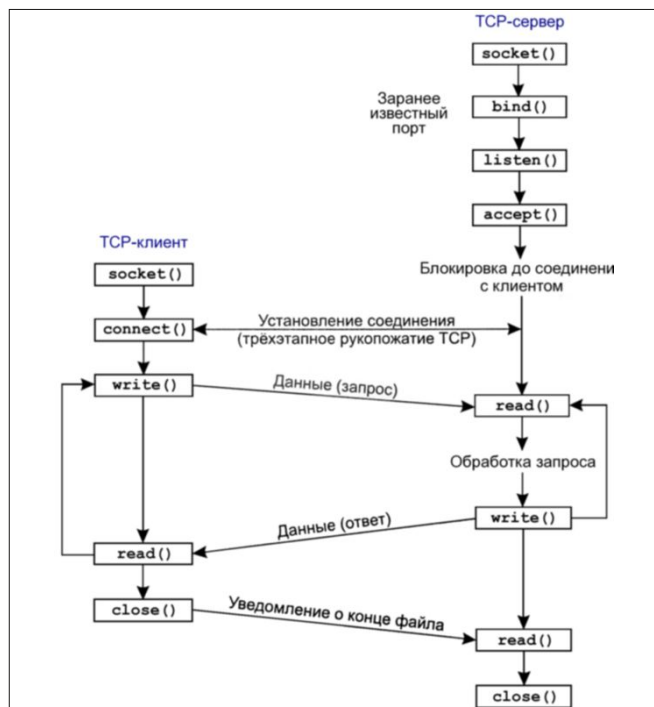 TCP-сервер
socket()
Заранее
известный
порт
bind()
listen()
accept()
Блокировка до соединени
с клиентом
TCP-клиент
socket()
connect()
Установление соединения
(трёхэтапное рукопожатие TCP)
write()
Данные (запрос)
read()
Обработка запроса
write()
Данные (ответ)
read()
close()
Уведомление о конце файла
read()
close()